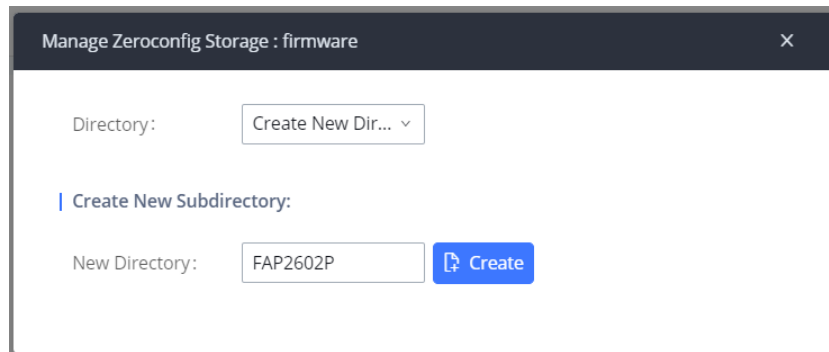 Manage Zeroconfig Storage : firmware
Directory:
Create New Dir...
Create New Subdirectory:
New Directory:
FAP2602P
Create